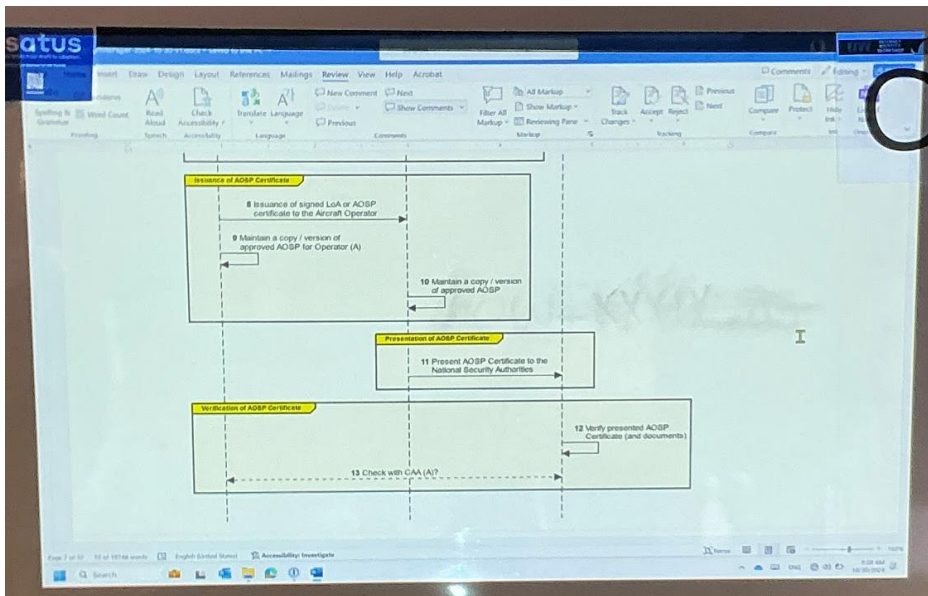 satus
Home Insert Draw Design Layout References Mailings Review View Help Acrobat
Comments
Editing
New Comment Next
Delete
Show Comments
Previous
All Markup
Show Markup
Reviewing Pane
Previous
Next
Spelling &
Grammar
Word Count
Read
Aloud
Check
Accessibility
Translate Language
Filter All
Markup
Track
Changes
Accept Reject
Compare
Protect
Hide
Ink
Proofing Speech Accessibility Language Comments Markup Tracking Compare Ink
Issuance of AOSP Certificate
8 Issuance of signed LoA or AOSP
certificate to the Aircraft Operator
9 Maintain a copy / version of
approved AOSP for Operator (A)
10 Maintain a copy / version
of approved AOSP
Presentation of AOSP Certificate
11 Present AOSP Certificate to the
National Security Authorities
Verification of AOSP Certificate
12 Verify presented AOSP
Certificate (and documents)
13 Check with CAA (A)?
English (United States) Accessibility: Investigate
Focus
Search
ENG